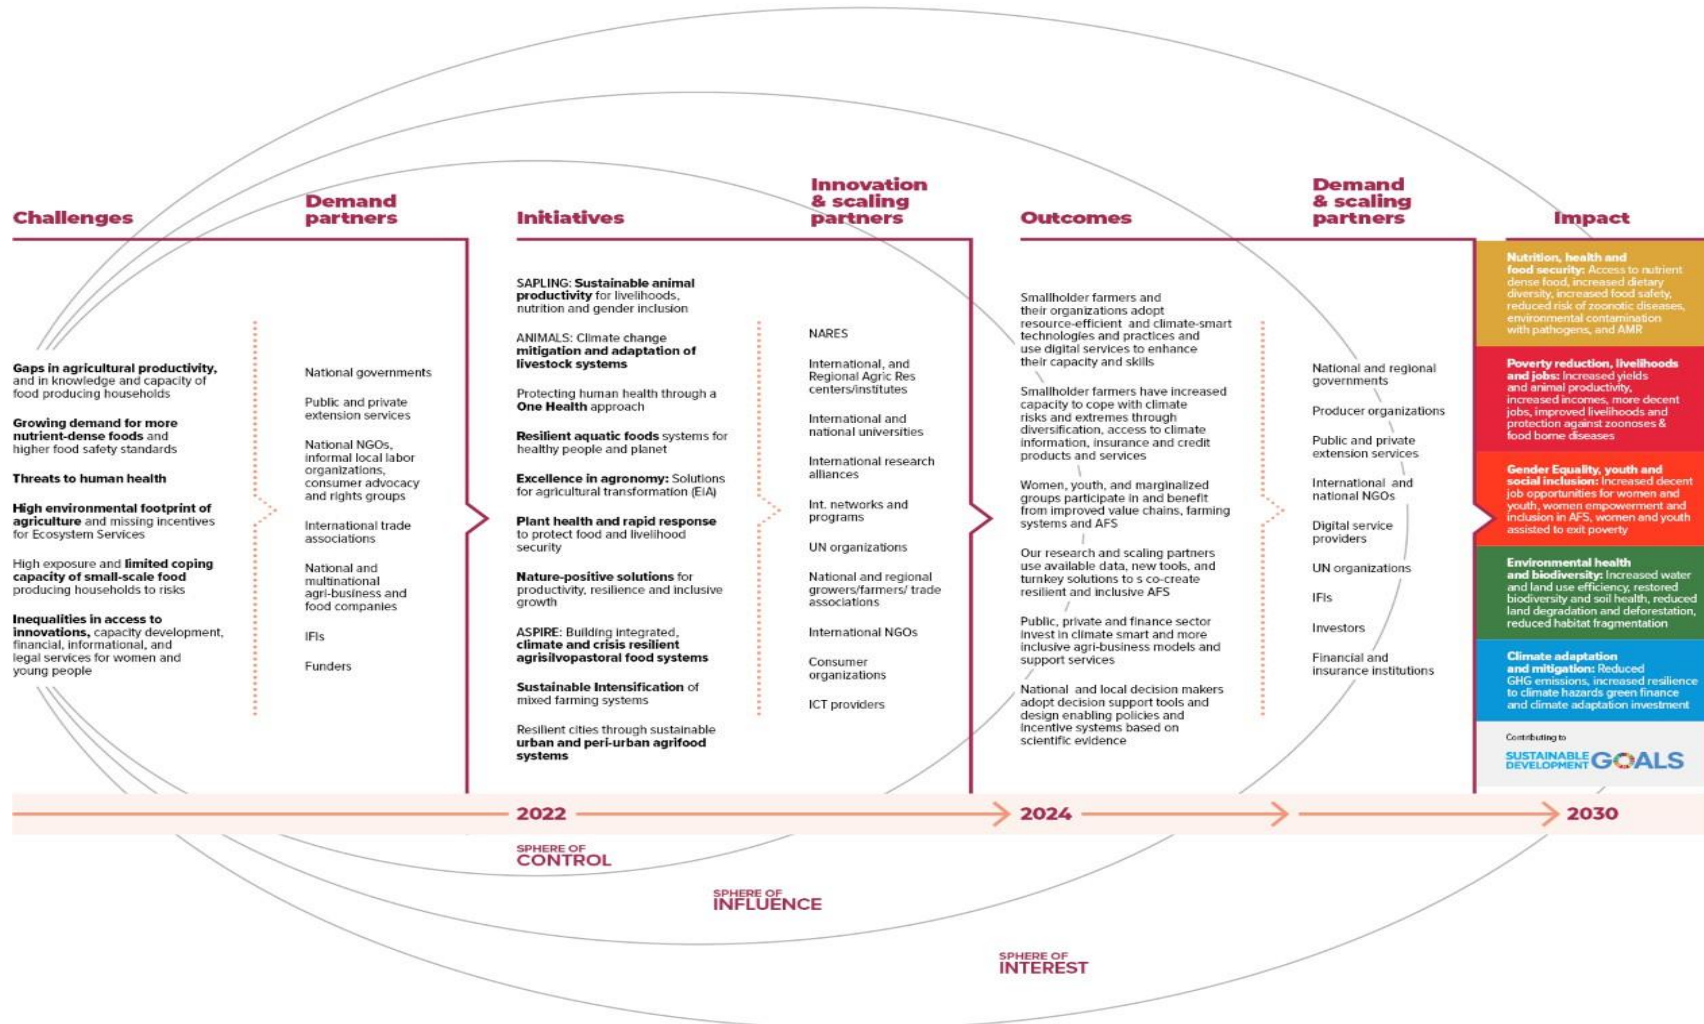 Challenges
Gaps in agricultural productivity,
and in knowledge and capacity of
food producing households
Growing demand for more
nutrient-dense foods and
higher food safety standards
Threats to human health
High environmental footprint of
agriculture and missing incentives
for Ecosystem Services
High exposure and limited coping
capacity of small-scale food
producing households to risks
Inequalities in access to
innovations, capacity development,
financial, informational, and
legal services for women and
young people
Demand
partners
National governments
Public and private
extension services
National NGOs,
informal local labor
organizations,
consumer advocacy
and rights groups
International trade
associations
National and
multinational
agri-business and
food companies
IFIs
Funders
Initiatives
SAPLING: Sustainable animal
productivity for livelihoods,
nutrition and gender inclusion
ANIMALS: Climate change
mitigation and adaptation of
livestock systems
Protecting human health through a
One Health approach
Resilient aquatic foods systems for
healthy people and planet
Excellence in agronomy: Solutions
for agricultural transformation (EiA)
Plant health and rapid response
to protect food and livelihood
security
Nature-positive solutions for
productivity, resilience and inclusive
growth
ASPIRE: Building integrated,
climate and crisis resilient
agrisilvopastoral food systems
Sustainable Intensification of
mixed farming systems
Resilient cities through sustainable
urban and peri-urban agrifood
systems
Innovation
& scaling
partners
NARES
International, and
Regional Agric Res
centers/institutes
International and
national universities
International research
alliances
Int. networks and
programs
UN organizations
National and regional
growers/farmers/ trade
associations
International NGOs
Consumer
organizations
ICT providers
Outcomes
Smallholder farmers and
their organizations adopt
resource-efficient and climate-smart
technologies and practices and
use digital services to enhance
their capacity and skills
Smallholder farmers have increased
capacity to cope with climate
risks and extremes through
diversification, access to climate
information, insurance and credit
products and services
Women, youth, and marginalized
groups participate in and benefit
from improved value chains, farming
systems and AFS
Our research and scaling partners
use available data, new tools, and
turnkey solutions to s co-create
resilient and inclusive AFS
Public, private and finance sector
invest in climate smart and more
inclusive agri-business models and
support services
National and local decision makers
adopt decision support tools and
design enabling policies and
incentive systems based on
scientific evidence
Demand
& scaling
partners
National and regional
governments
Producer organizations
Public and private
extension services
International and
national NGOs
Digital service
providers
UN organizations
IFIs
Investors
Financial and
insurance institutions
Impact
Nutrition, health and
food security: Access to nutrient
dense food, increased dietary
diversity, increased food safety,
reduced risk of zoonotic diseases,
environmental contamination
with pathogens, and AMR
Poverty reduction, livelihoods
and jobs: Increased yields
and animal productivity,
increased incomes, more decent
jobs, improved livelihoods and
protection against zoonoses &
food borne diseases
Gender Equality, youth and
social inclusion: Increased decent
job opportunities for women and
youth, women empowerment and
inclusion in AFS, women and youth
assisted to exit poverty
Environmental health
and biodiversity: Increased water
and land use efficiency, restored
biodiversity and soil health, reduced
land degradation and deforestation,
reduced habitat fragmentation
Climate adaptation
and mitigation: Reduced
GHG emissions, increased resilience
to climate hazards green finance
and climate adaptation investment
Contributing to
SUSTAINABLE
DEVELOPMENT GOALS
2022
2024
2030
SPHERE OF
CONTROL
SPHERE OF
INFLUENCE
SPHERE OF
INTEREST